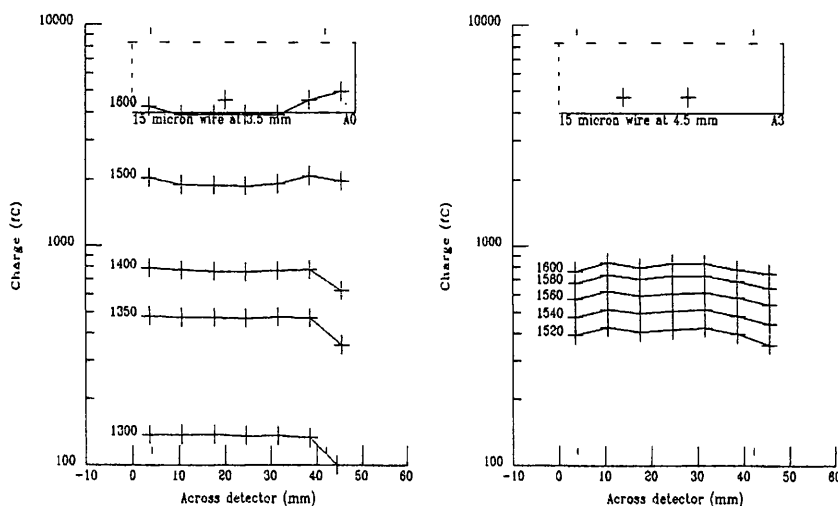 10000
1600
15 micron wire at 3.5 mm A0
1500
Charge (fC)
1000
1400
1350
1300
100
-10 0 10 20 30 40 50 60
Across detector (mm)
10000
15 micron wire at 4.5 mm A3
Charge (fC)
1000
1600
1580
1560
1540
1520
100
-10 0 10 20 30 40 50 60
Across detector (mm)